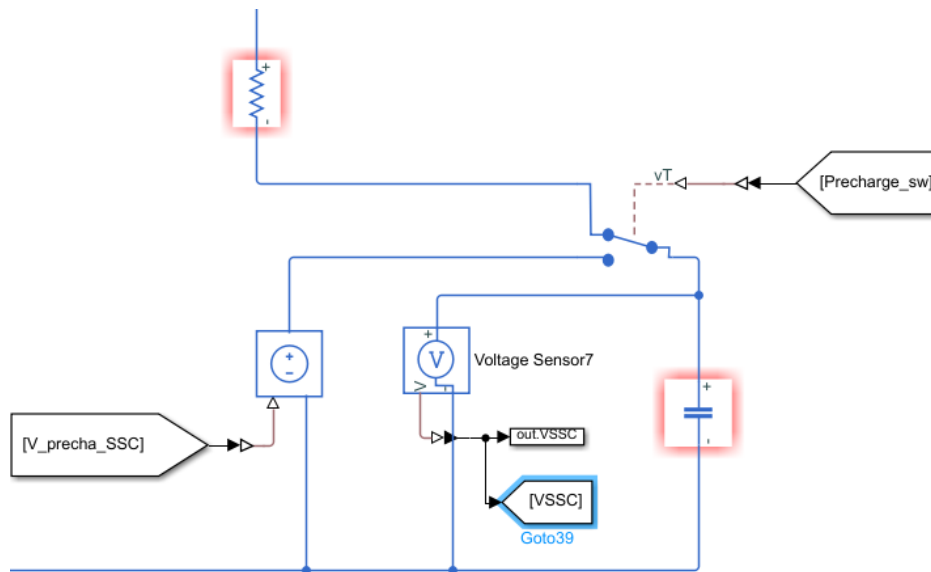 +
-
vT
[Precharge_sw]
+
-
+
V
Voltage Sensor7
V
-
+
-
[V_precha_SSC]
out.VSSC
[VSSC]
Goto39